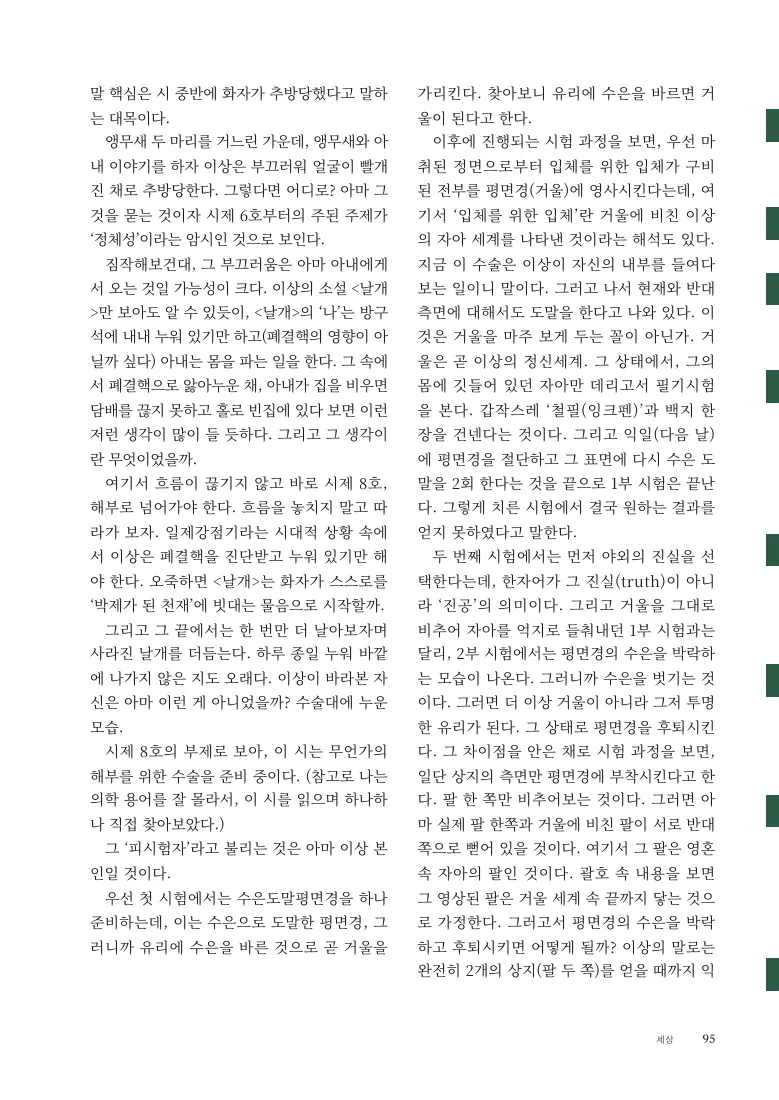 말 핵심은 시 중반에 화자가 추방당했다고 말하
는 대목이다.
앵무새 두 마리를 거느린 가운데, 앵무새와 아
내 이야기를 하자 이상은 부끄러워 얼굴이 빨개
진 채로 추방당한다. 그렇다면 어디로? 아마 그
것을 묻는 것이자 시제 6호부터의 주된 주제가
‘정체성’이라는 암시인 것으로 보인다.
짐작해보건대, 그 부끄러움은 아마 아내에게
서 오는 것일 가능성이 크다. 이상의 소설 <날개
>만 보아도 알 수 있듯이, <날개>의 ‘나’는 방구
석에 내내 누워 있기만 하고(폐결핵의 영향이 아
닐까 싶다) 아내는 몸을 파는 일을 한다. 그 속에
서 폐결핵으로 앓아누운 채, 아내가 집을 비우면
담배를 끊지 못하고 홀로 빈집에 있다 보면 이런
저런 생각이 많이 들 듯하다. 그리고 그 생각이
란 무엇이었을까.
여기서 흐름이 끊기지 않고 바로 시제 8호,
해부로 넘어가야 한다. 흐름을 놓치지 말고 따
라가 보자. 일제강점기라는 시대적 상황 속에
서 이상은 폐결핵을 진단받고 누워 있기만 해
야 한다. 오죽하면 <날개>는 화자가 스스로를
‘박제가 된 천재’에 빗대는 물음으로 시작할까.
그리고 그 끝에서는 한 번만 더 날아보자며
사라진 날개를 더듬는다. 하루 종일 누워 바깥
에 나가지 않은 지도 오래다. 이상이 바라본 자
신은 아마 이런 게 아니었을까? 수술대에 누운
모습.
시제 8호의 부제로 보아, 이 시는 무언가의
해부를 위한 수술을 준비 중이다. (참고로 나는
의학 용어를 잘 몰라서, 이 시를 읽으며 하나하
나 직접 찾아보았다.)
그 ‘피시험자’라고 불리는 것은 아마 이상 본
인일 것이다.
우선 첫 시험에서는 수은도말평면경을 하나
준비하는데, 이는 수은으로 도말한 평면경, 그
러니까 유리에 수은을 바른 것으로 곧 거울을
가리킨다. 찾아보니 유리에 수은을 바르면 거
울이 된다고 한다.
이후에 진행되는 시험 과정을 보면, 우선 마
취된 정면으로부터 입체를 위한 입체가 구비
된 전부를 평면경(거울)에 영사시킨다는데, 여
기서 ‘입체를 위한 입체’란 거울에 비친 이상
의 자아 세계를 나타낸 것이라는 해석도 있다.
지금 이 수술은 이상이 자신의 내부를 들여다
보는 일이니 말이다. 그러고 나서 현재와 반대
측면에 대해서도 도말을 한다고 나와 있다. 이
것은 거울을 마주 보게 두는 꼴이 아닌가. 거
울은 곧 이상의 정신세계. 그 상태에서, 그의
몸에 깃들어 있던 자아만 데리고서 필기시험
을 본다. 갑작스레 ‘철필(잉크펜)’과 백지 한
장을 건넨다는 것이다. 그리고 익일(다음 날)
에 평면경을 절단하고 그 표면에 다시 수은 도
말을 2회 한다는 것을 끝으로 1부 시험은 끝난
다. 그렇게 치른 시험에서 결국 원하는 결과를
얻지 못하였다고 말한다.
두 번째 시험에서는 먼저 야외의 진실을 선
택한다는데, 한자어가 그 진실(truth)이 아니
라 ‘진공’의 의미이다. 그리고 거울을 그대로
비추어 자아를 억지로 들춰내던 1부 시험과는
달리, 2부 시험에서는 평면경의 수은을 박락하
는 모습이 나온다. 그러니까 수은을 벗기는 것
이다. 그러면 더 이상 거울이 아니라 그저 투명
한 유리가 된다. 그 상태로 평면경을 후퇴시킨
다. 그 차이점을 안은 채로 시험 과정을 보면,
일단 상지의 측면만 평면경에 부착시킨다고 한
다. 팔 한 쪽만 비추어보는 것이다. 그러면 아
마 실제 팔 한쪽과 거울에 비친 팔이 서로 반대
쪽으로 뻗어 있을 것이다. 여기서 그 팔은 영혼
속 자아의 팔인 것이다. 괄호 속 내용을 보면
그 영상된 팔은 거울 세계 속 끝까지 닿는 것으
로 가정한다. 그러고서 평면경의 수은을 박락
하고 후퇴시키면 어떻게 될까? 이상의 말로는
완전히 2개의 상지(팔 두 쪽)를 얻을 때까지 익
세상 95